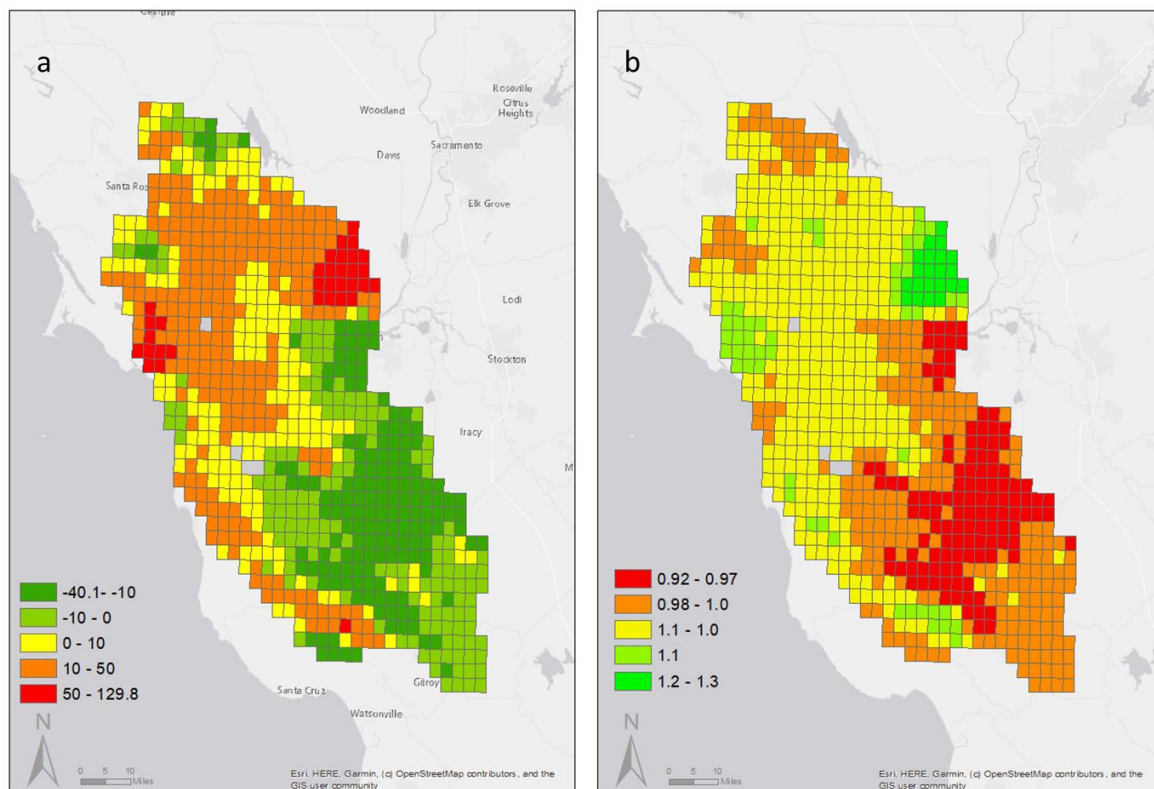 a
Woodland
Roseville
Citrus
Heights
Davis
Sacramento
Santa Ros
Elk Grove
Lodi
Stockton
Tracy
M
-40.1- -10
-10 - 0
0 - 10
10 - 50
50 - 129.8
Gilroy
Santa Cruz
Watsonville
N
0 5 10
Miles
Esri, HERE, Garmin, (c) OpenStreetMap contributors, and the
GIS user community
b
0.92 - 0.97
0.98 - 1.0
1.1 - 1.0
1.1
1.2 - 1.3
N
0 5 10
Miles
Esri, HERE, Garmin, (c) OpenStreetMap contributors, and the
GIS user community